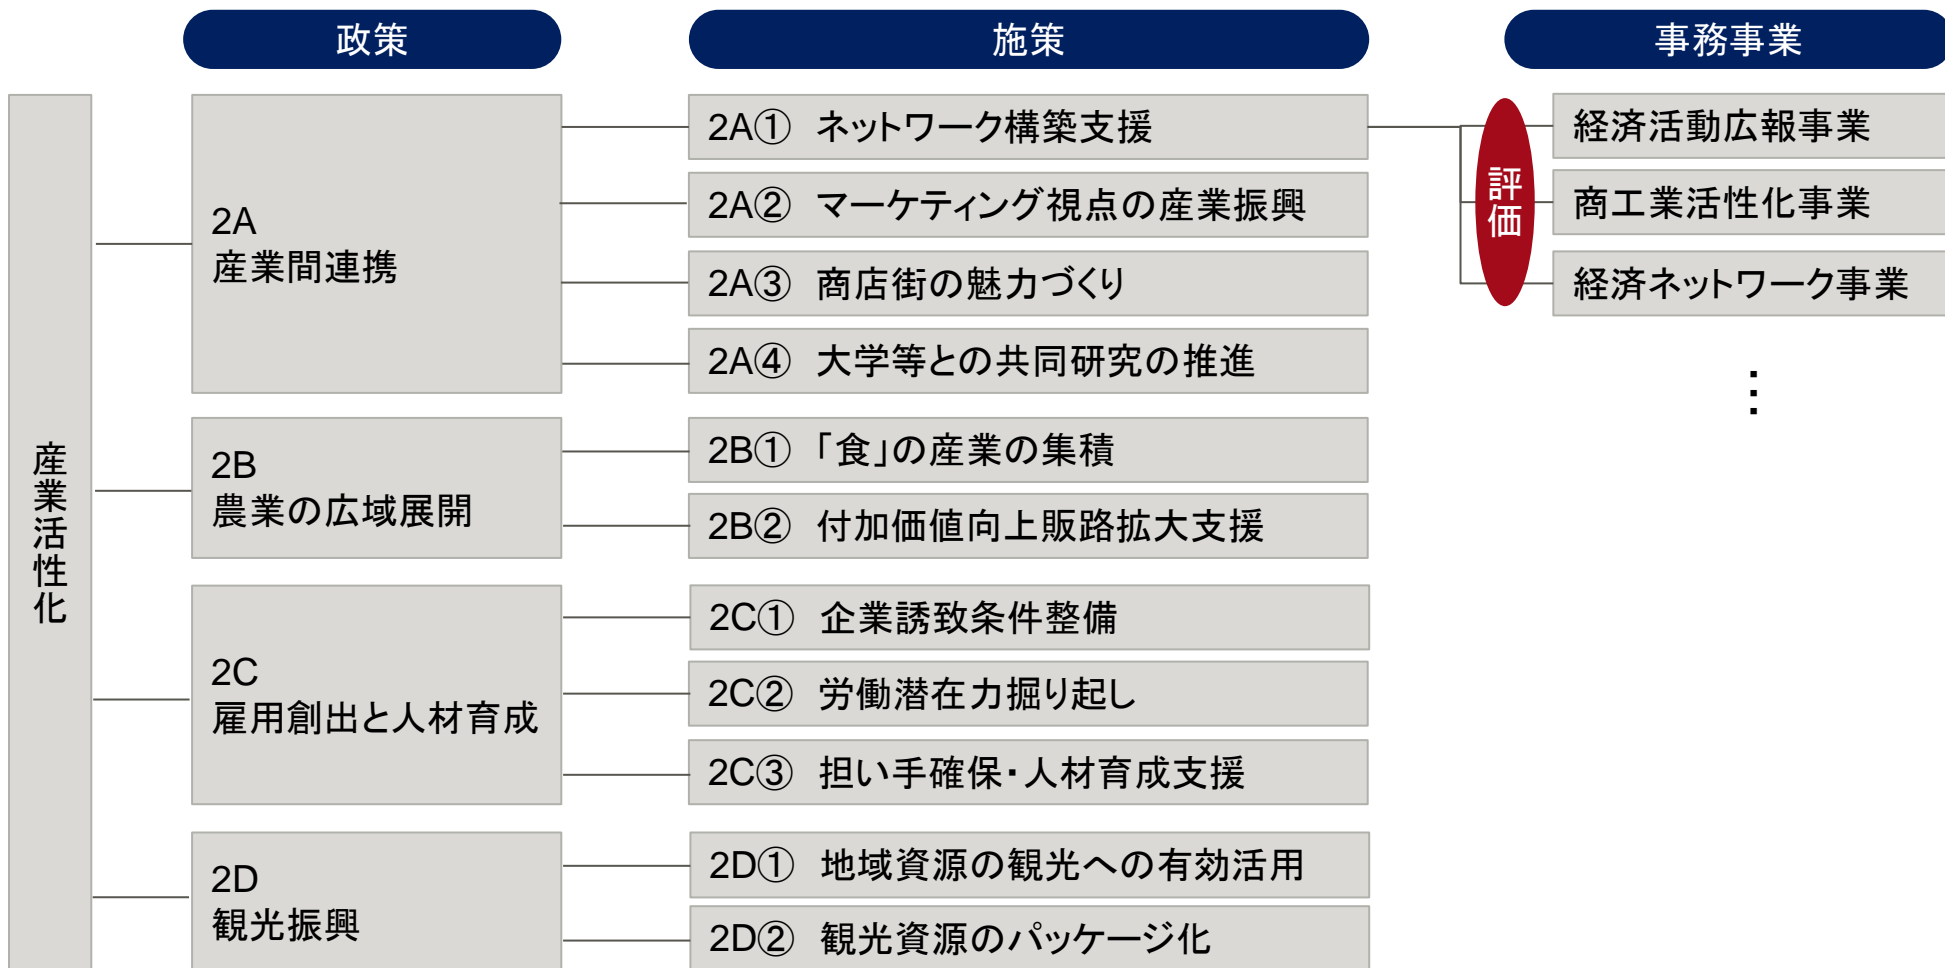 政策
施策
事務事業
産業活性化
2A
産業間連携
2A① ネットワーク構築支援
2A② マーケティング視点の産業振興
2A③ 商店街の魅力づくり
2A④ 大学等との共同研究の推進
評価
経済活動広報事業
商工業活性化事業
経済ネットワーク事業
⋮
2B
農業の広域展開
2B① 「食」の産業の集積
2B② 付加価値向上販路拡大支援
2C
雇用創出と人材育成
2C① 企業誘致条件整備
2C② 労働潜在力掘り起し
2C③ 担い手確保・人材育成支援
2D
観光振興
2D① 地域資源の観光への有効活用
2D② 観光資源のパッケージ化